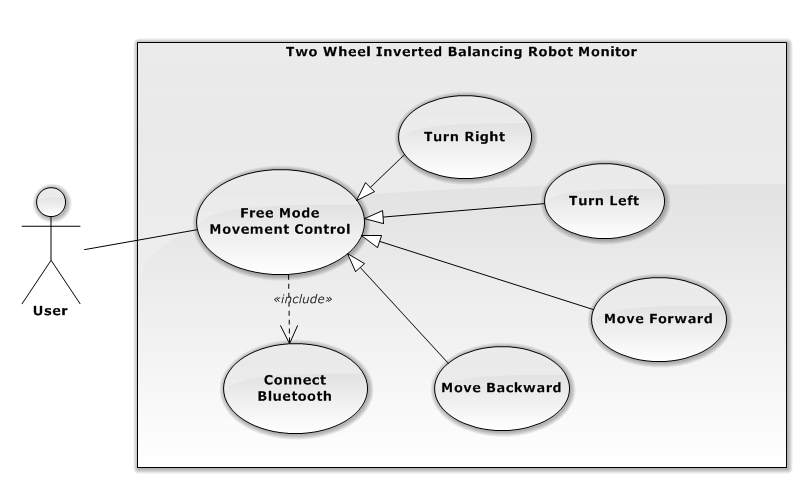 Two Wheel Inverted Balancing Robot Monitor
Turn Right
Turn Left
Free Mode
Movement Control
«include»
User
Move Forward
Connect
Bluetooth
Move Backward